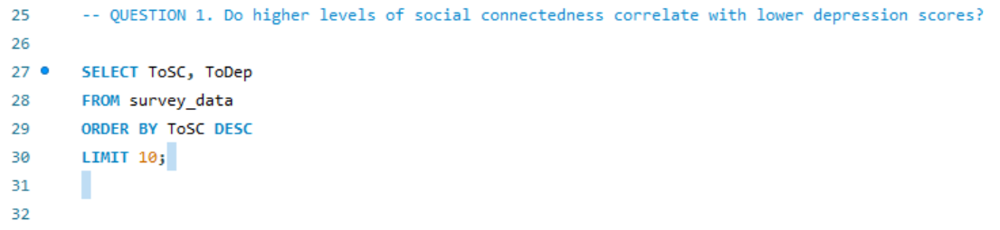 25 -- QUESTION 1. Do higher levels of social connectedness correlate with lower depression scores?
26
27 SELECT ToSC, ToDep
28 FROM survey_data
29 ORDER BY ToSC DESC
30 LIMIT 10;
31
32